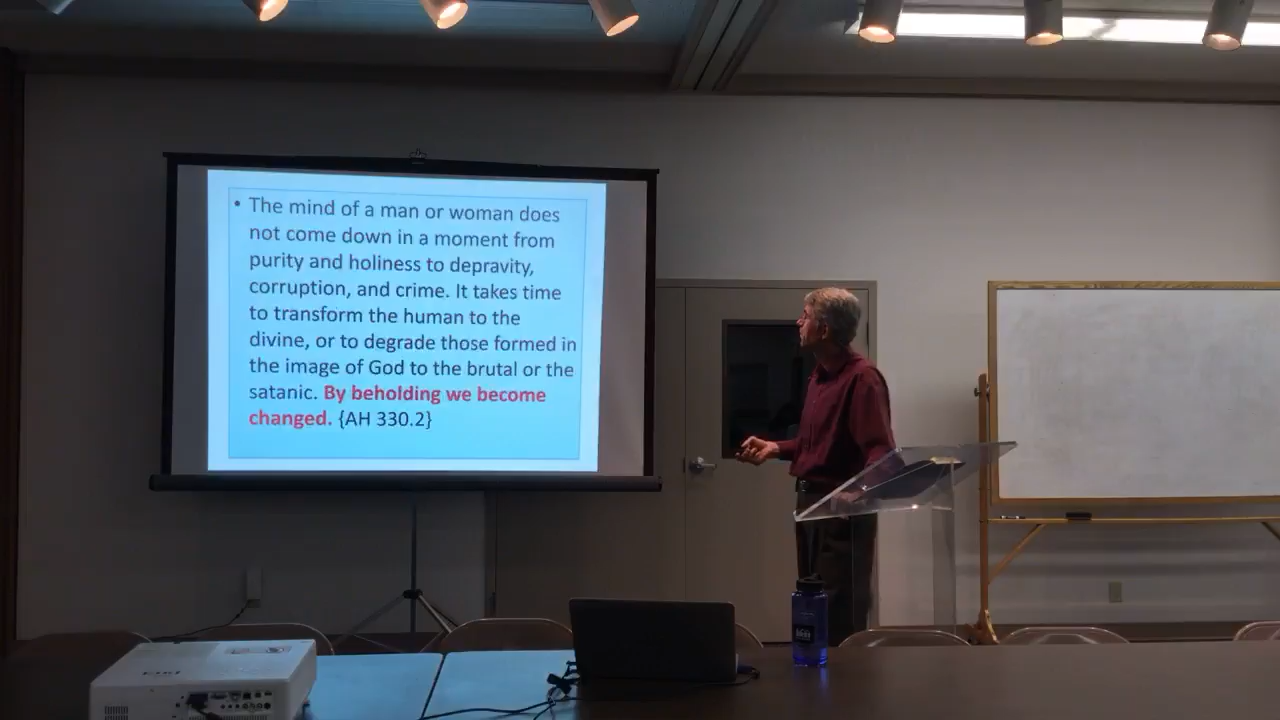 • The mind of a man or woman does
not come down in a moment from
purity and holiness to depravity,
corruption, and crime. It takes time
to transform the human to the
divine, or to degrade those formed in
the image of God to the brutal or the
satanic. By beholding we become
changed. {AH 330.2}